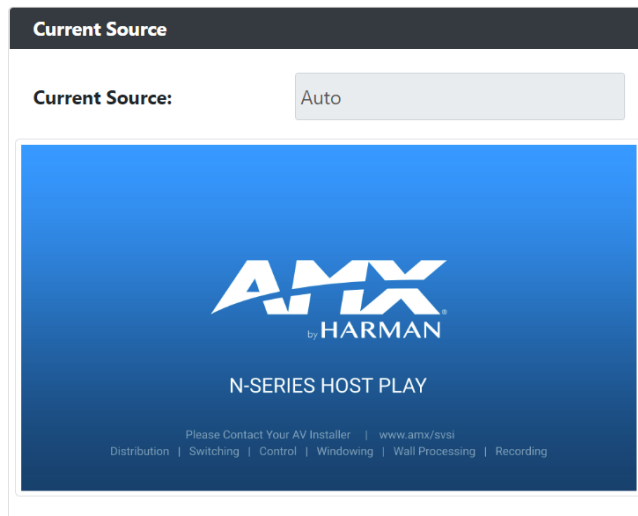 Current Source
Current Source: Auto
AMX®
by HARMAN
N-SERIES HOST PLAY
Please Contact Your AV Installer | www.amx/svsi
Distribution | Switching | Control | Windowing | Wall Processing | Recording